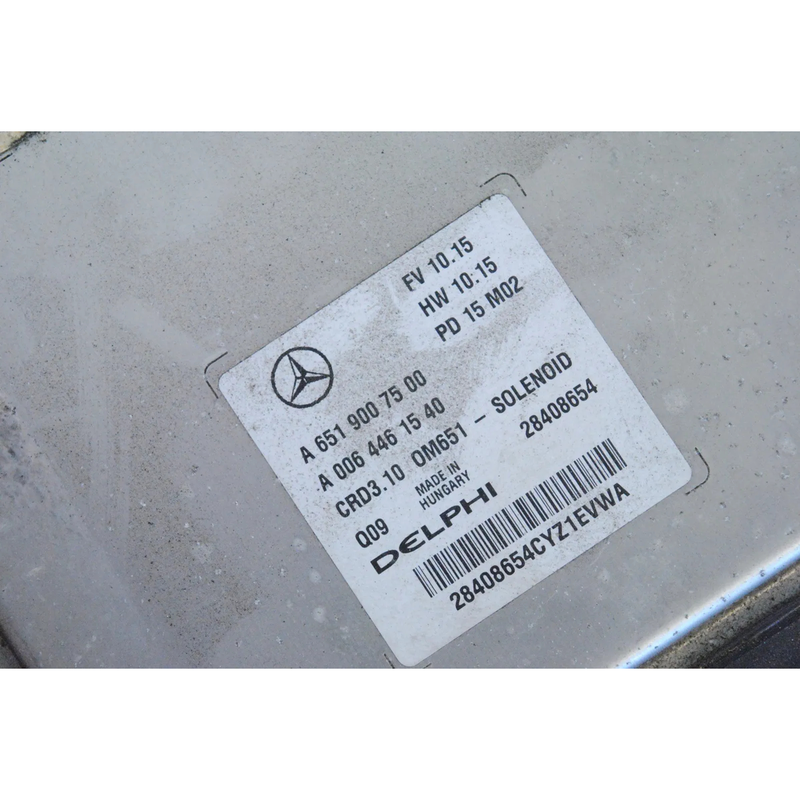 FV 10.15
HW 10.15
PD 15 M02
A 651 900 75 00
A 006 446 15 40
CRD3.10 OM651 - SOLENOID
Q09 MADE IN HUNGARY 28408654
DELPHI
28408654CYZ1EVWA